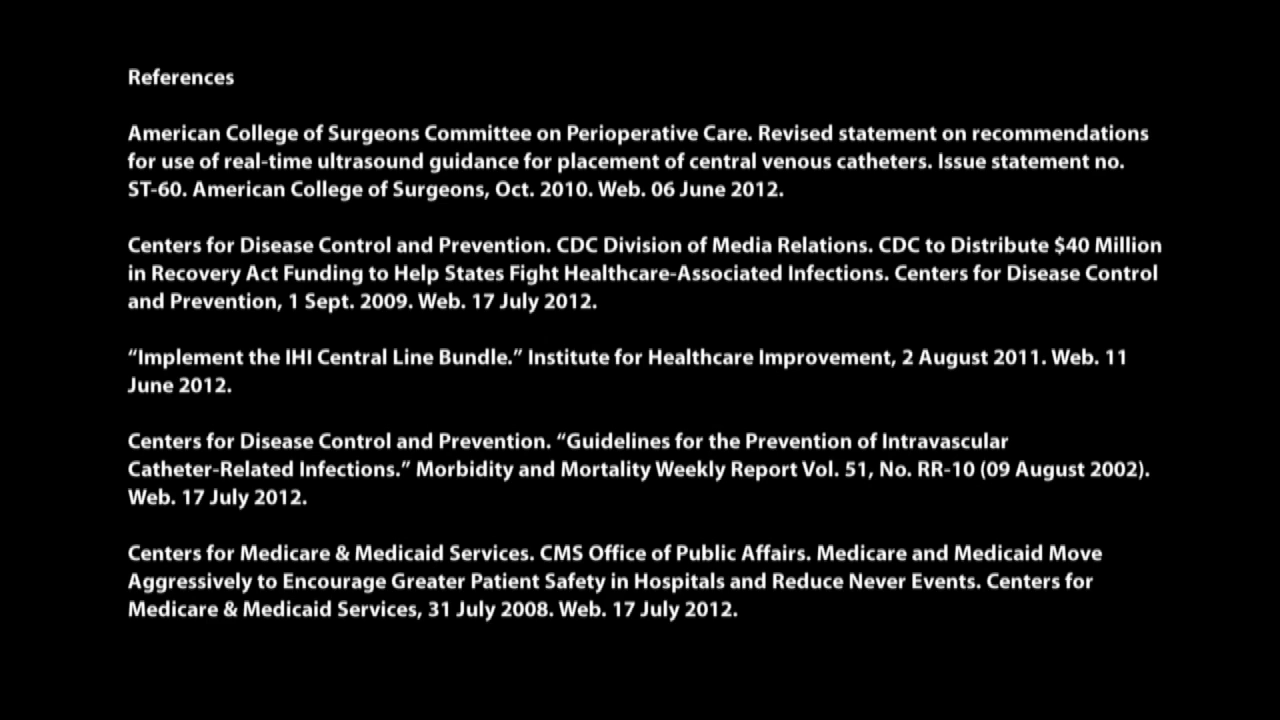 References
American College of Surgeons Committee on Perioperative Care. Revised statement on recommendations
for use of real-time ultrasound guidance for placement of central venous catheters. Issue statement no.
ST-60. American College of Surgeons, Oct. 2010. Web. 06 June 2012.
Centers for Disease Control and Prevention. CDC Division of Media Relations. CDC to Distribute $40 Million
in Recovery Act Funding to Help States Fight Healthcare-Associated Infections. Centers for Disease Control
and Prevention, 1 Sept. 2009. Web. 17 July 2012.
“Implement the IHI Central Line Bundle.” Institute for Healthcare Improvement, 2 August 2011. Web. 11
June 2012.
Centers for Disease Control and Prevention. “Guidelines for the Prevention of Intravascular
Catheter-Related Infections.” Morbidity and Mortality Weekly Report Vol. 51, No. RR-10 (09 August 2002).
Web. 17 July 2012.
Centers for Medicare & Medicaid Services. CMS Office of Public Affairs. Medicare and Medicaid Move
Aggressively to Encourage Greater Patient Safety in Hospitals and Reduce Never Events. Centers for
Medicare & Medicaid Services, 31 July 2008. Web. 17 July 2012.